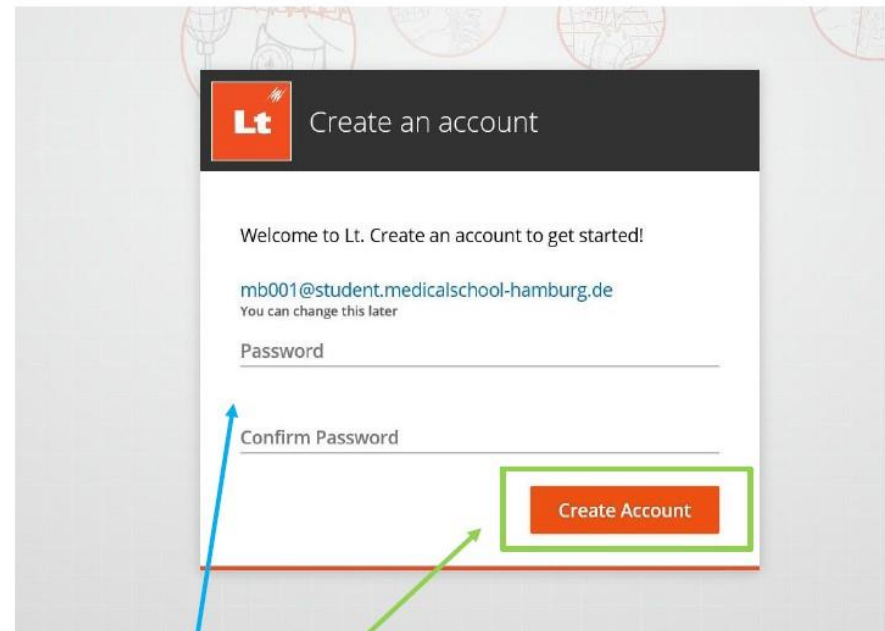 Lt
Create an account
Welcome to Lt. Create an account to get started!
mb001@student.medicalschool-hamburg.de
You can change this later
Password
Confirm Password
Create Account